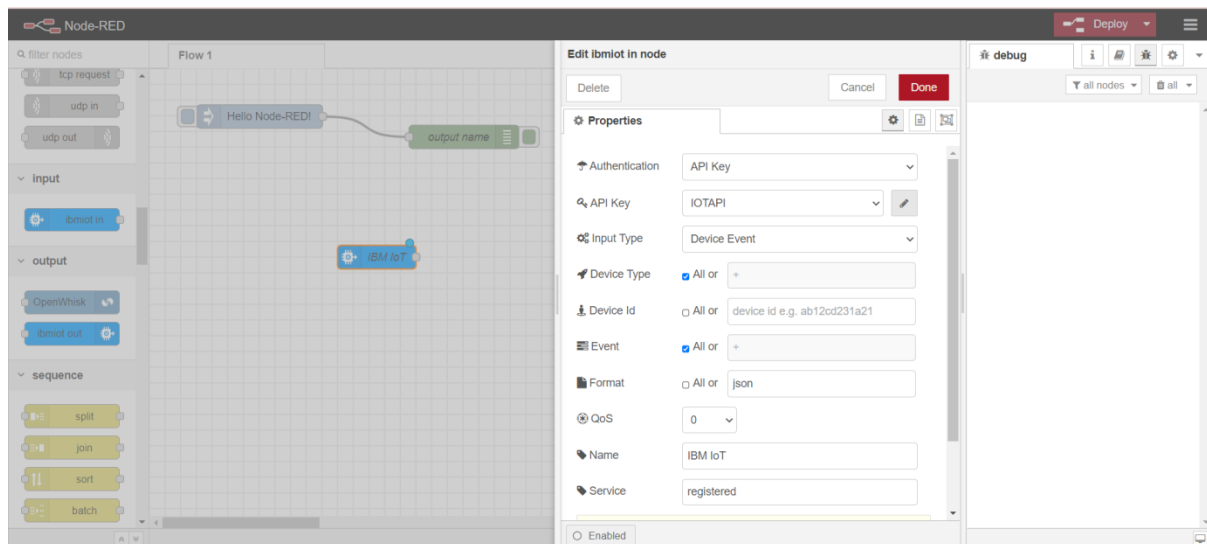 Node-RED
Deploy
filter nodes
tcp request
udp in
udp out
input
ibmiot in
output
OpenWhisk
ibmiot out
sequence
split
join
sort
batch
Flow 1
Hello Node-RED!
output name
IBM IoT
Edit ibmiot in node
Delete
Cancel
Done
Properties
Authentication API Key
API Key IOTAPI
Input Type Device Event
Device Type All or +
Device Id All or device id e.g. ab12cd231a21
Event All or +
Format All or json
QoS 0
Name IBM IoT
Service registered
Enabled
debug i
all nodes all